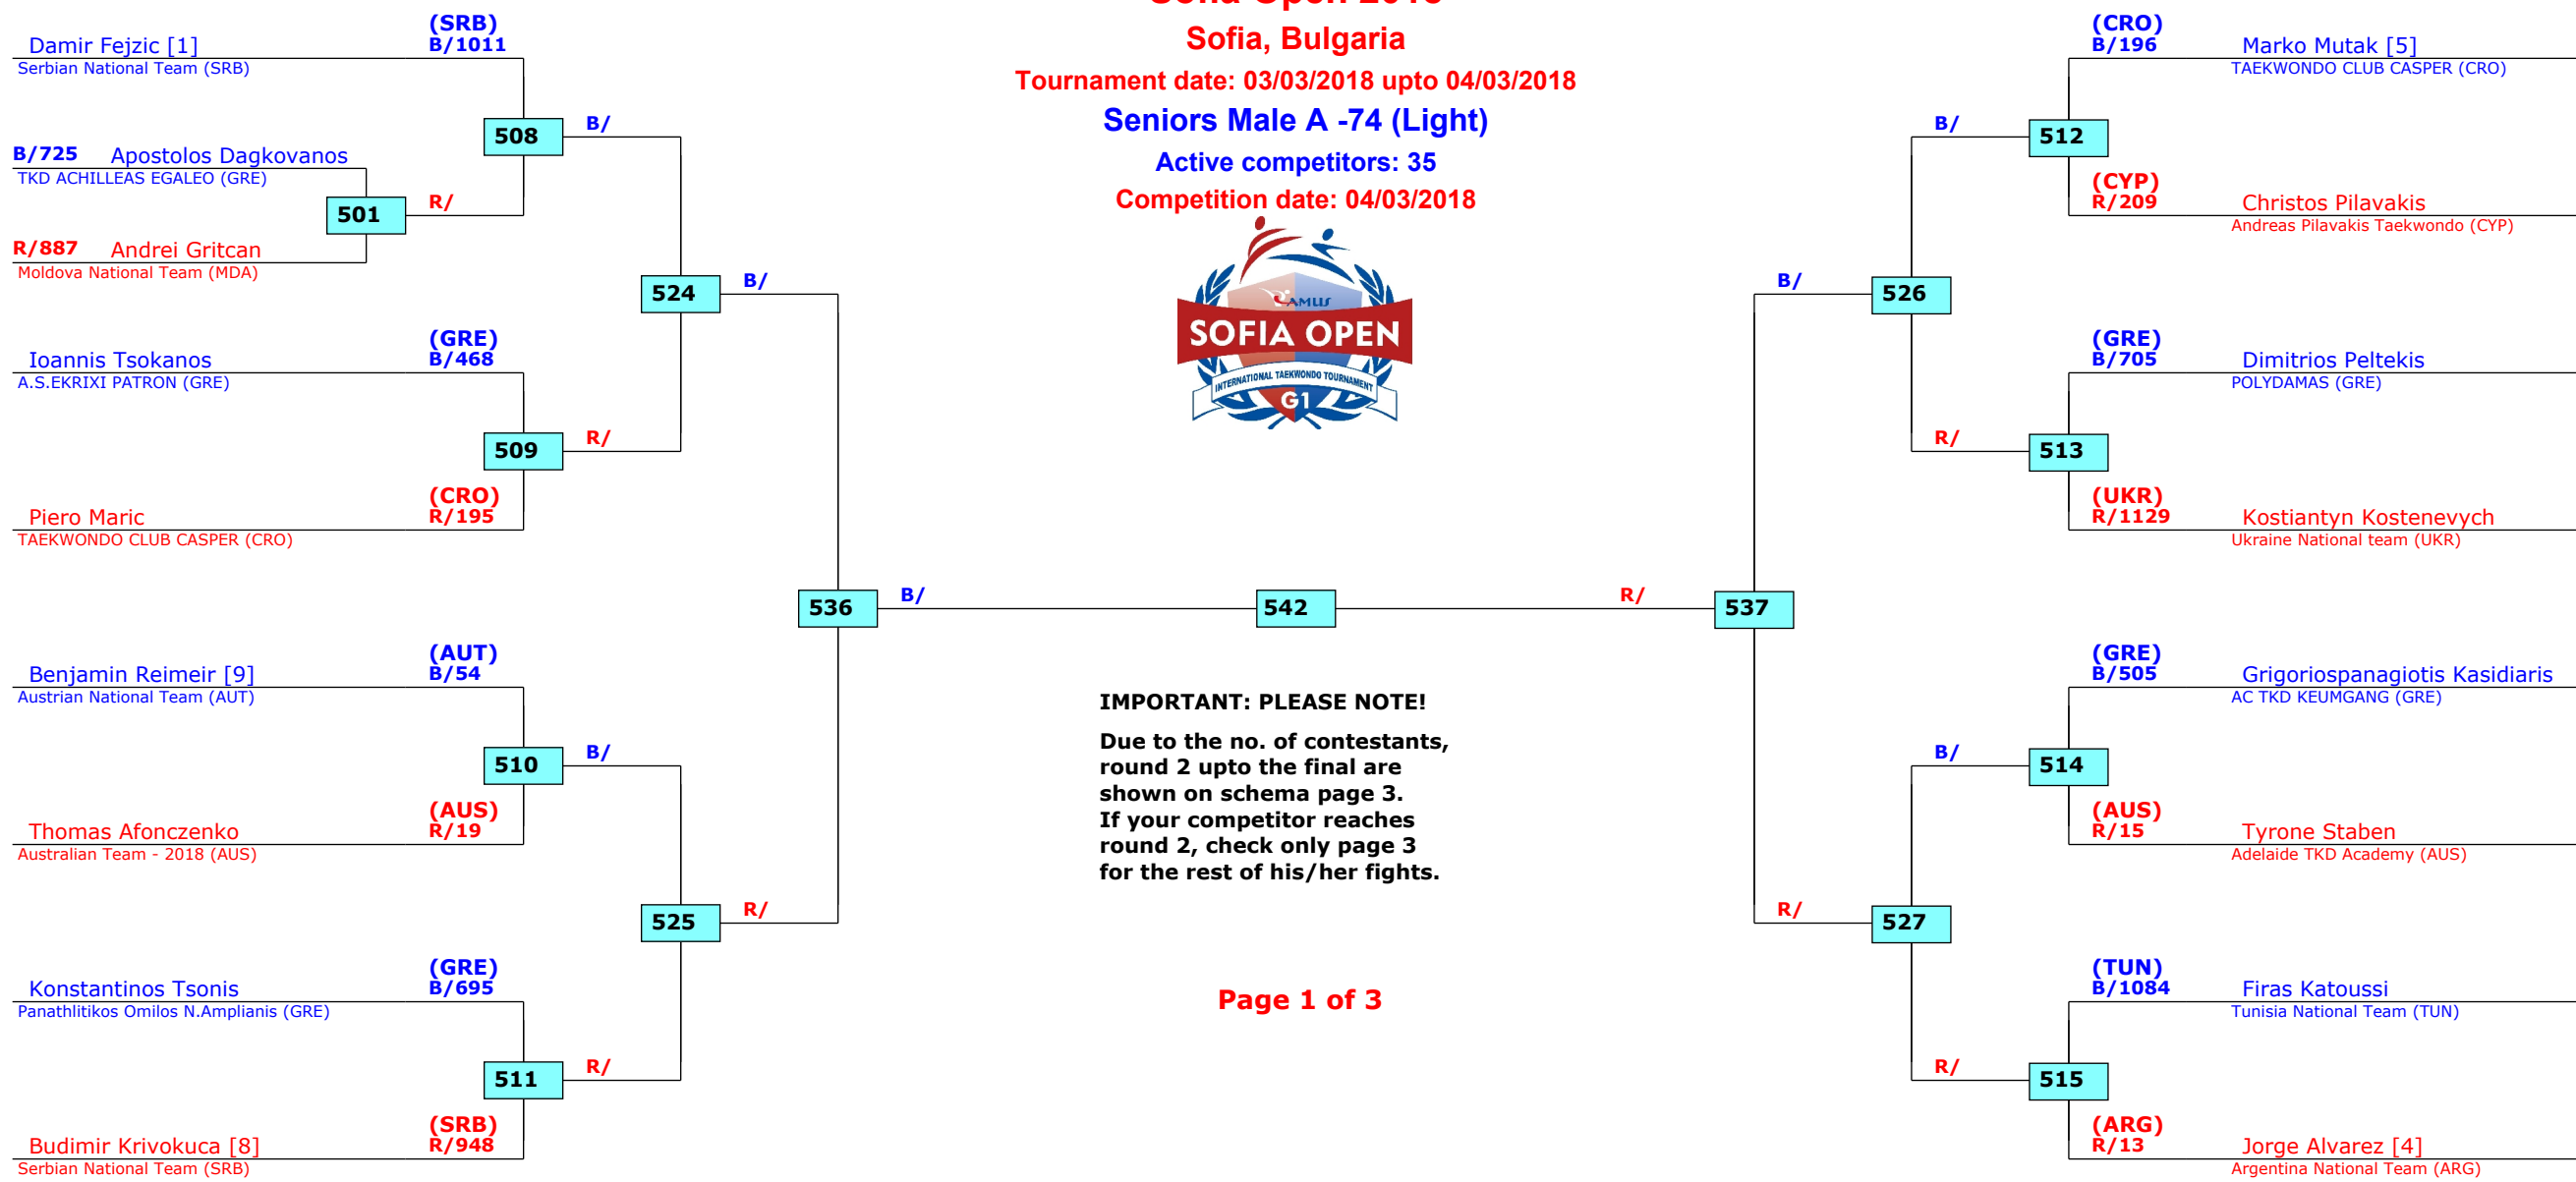 Sofia Open 2018
Sofia, Bulgaria
Tournament date: 03/03/2018 upto 04/03/2018
Seniors Male A -74 (Light)
Active competitors: 35
Competition date: 04/03/2018
CAMUS
SOFIA OPEN
INTERNATIONAL TAEKWONDO TOURNAMENT
G1
(SRB)
Damir Fejzic [1] B/1011
Serbian National Team (SRB)
508 B/
B/725 Apostolos Dagkovanos
TKD ACHILLEAS EGALEO (GRE)
501 R/
R/887 Andrei Gritcan
Moldova National Team (MDA)
524 B/
(GRE)
Ioannis Tsokanos B/468
A.S.EKRIXI PATRON (GRE)
509 R/
(CRO)
Piero Maric R/195
TAEKWONDO CLUB CASPER (CRO)
536 B/
542
R/ 537
(AUT)
Benjamin Reimeir [9] B/54
Austrian National Team (AUT)
510 B/
(AUS)
Thomas Afonczenko R/19
Australian Team - 2018 (AUS)
525 R/
(GRE)
Konstantinos Tsonis B/695
Panathlitikos Omilos N.Amplianis (GRE)
511 R/
(SRB)
Budimir Krivokuca [8] R/948
Serbian National Team (SRB)
IMPORTANT: PLEASE NOTE!
Due to the no. of contestants,
round 2 upto the final are
shown on schema page 3.
If your competitor reaches
round 2, check only page 3
for the rest of his/her fights.
Page 1 of 3
(CRO)
B/196 Marko Mutak [5]
TAEKWONDO CLUB CASPER (CRO)
B/ 512
(CYP)
R/209 Christos Pilavakis
Andreas Pilavakis Taekwondo (CYP)
B/ 526
(GRE)
B/705 Dimitrios Peltekis
POLYDAMAS (GRE)
R/ 513
(UKR)
R/1129 Kostiantyn Kostenevych
Ukraine National team (UKR)
(GRE)
B/505 Grigoriospanagiotis Kasidiaris
AC TKD KEUMGANG (GRE)
B/ 514
(AUS)
R/15 Tyrone Staben
Adelaide TKD Academy (AUS)
R/ 527
(TUN)
B/1084 Firas Katoussi
Tunisia National Team (TUN)
R/ 515
(ARG)
R/13 Jorge Alvarez [4]
Argentina National Team (ARG)